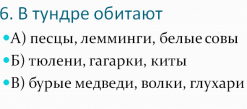 6. В тундре обитают
А) песцы, лемминги, белые совы
Б) тюлени, гагарки, киты
В) бурые медведи, волки, глухари